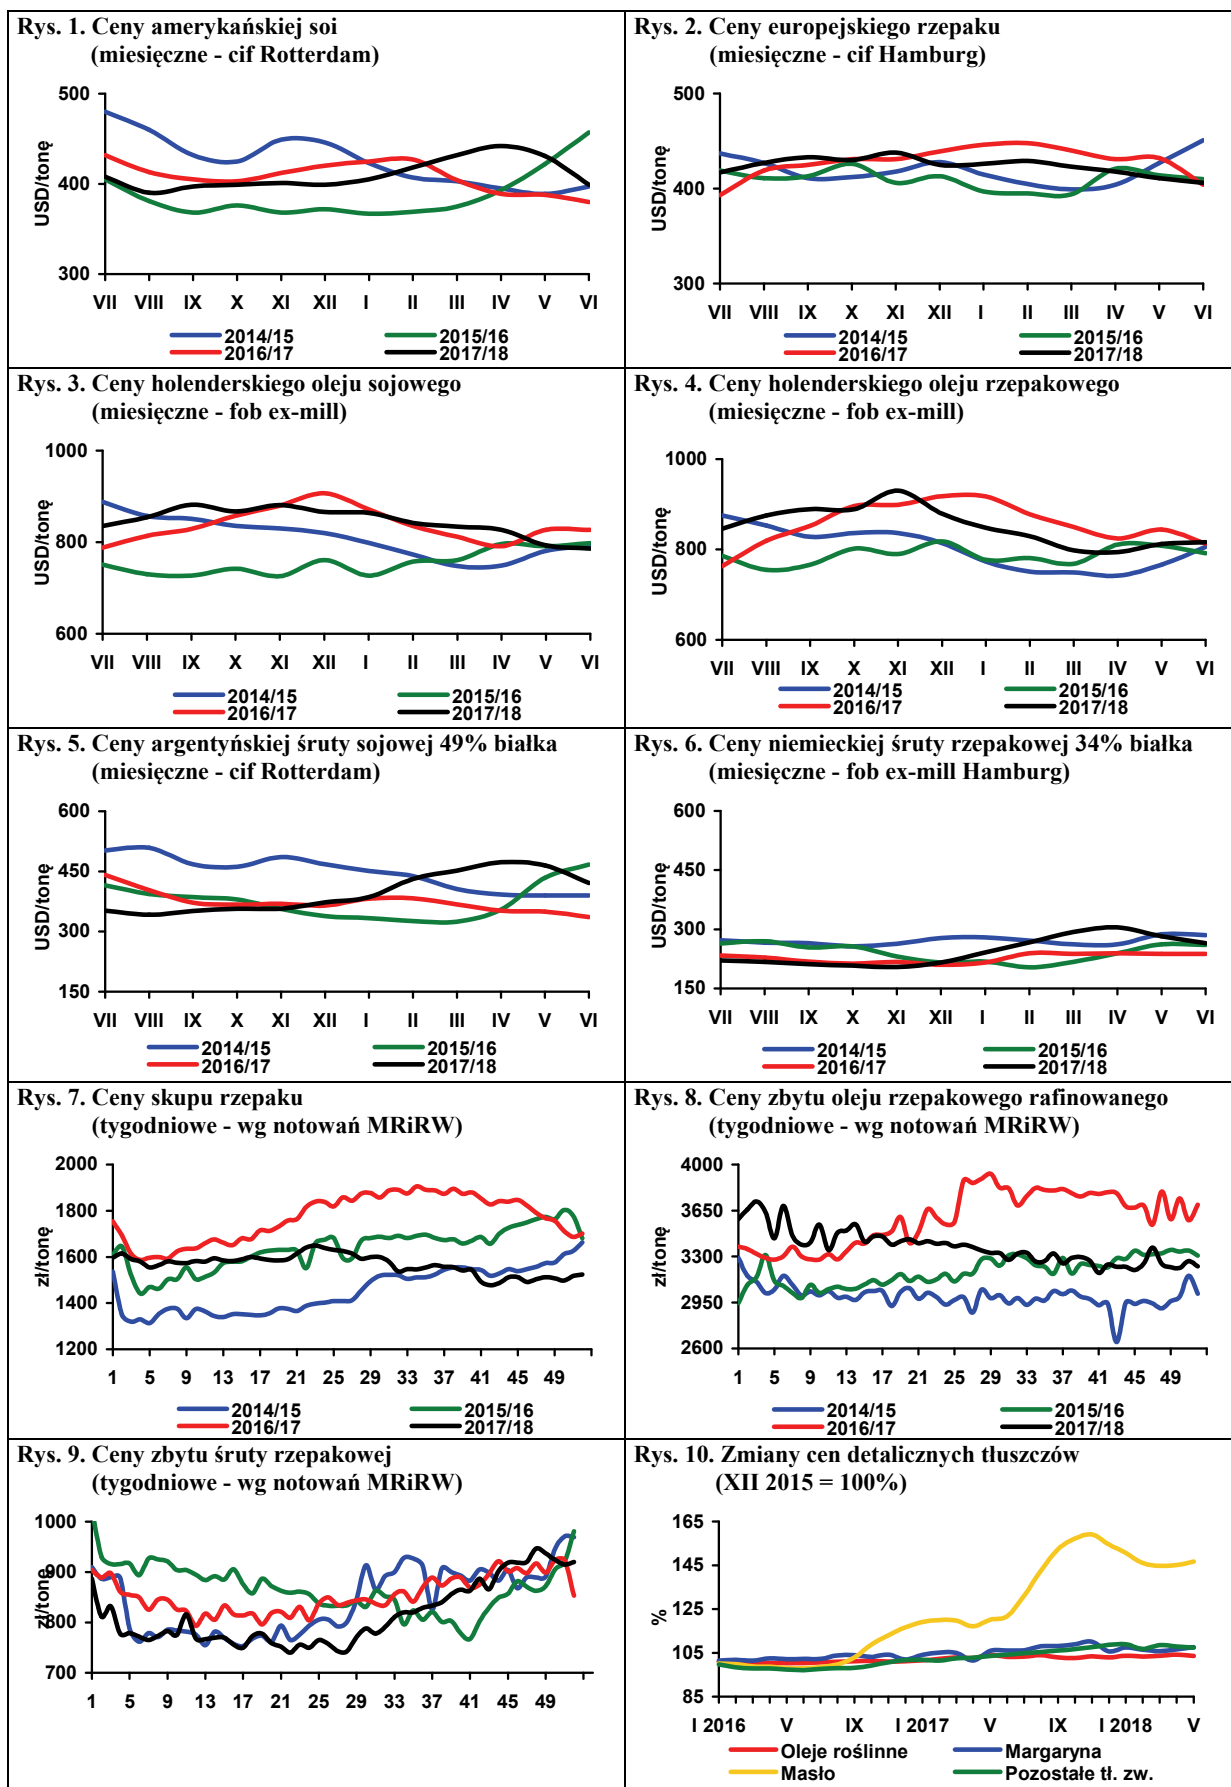 Rys. 1. Ceny amerykańskiej soi
(miesięczne - cif Rotterdam)
500
400
300
USD/tonę
VII VIII IX X XI XII I II III IV V VI
2014/15 2015/16
2016/17 2017/18
Rys. 2. Ceny europejskiego rzepaku
(miesięczne - cif Hamburg)
500
400
300
USD/tonę
VII VIII IX X XI XII I II III IV V VI
2014/15 2015/16
2016/17 2017/18
Rys. 3. Ceny holenderskiego oleju sojowego
(miesięczne - fob ex-mill)
1000
800
600
USD/tonę
VII VIII IX X XI XII I II III IV V VI
2014/15 2015/16
2016/17 2017/18
Rys. 4. Ceny holenderskiego oleju rzepakowego
(miesięczne - fob ex-mill)
1000
800
600
USD/tonę
VII VIII IX X XI XII I II III IV V VI
2014/15 2015/16
2016/17 2017/18
Rys. 5. Ceny argentyńskiej śruty sojowej 49% białka
(miesięczne - cif Rotterdam)
600
450
300
150
USD/tonę
VII VIII IX X XI XII I II III IV V VI
2014/15 2015/16
2016/17 2017/18
Rys. 6. Ceny niemieckiej śruty rzepakowej 34% białka
(miesięczne - fob ex-mill Hamburg)
600
450
300
150
USD/tonę
VII VIII IX X XI XII I II III IV V VI
2014/15 2015/16
2016/17 2017/18
Rys. 7. Ceny skupu rzepaku
(tygodniowe - wg notowań MRiRW)
2000
1800
1600
1400
1200
zł/tonę
1 5 9 13 17 21 25 29 33 37 41 45 49
2014/15 2015/16
2016/17 2017/18
Rys. 8. Ceny zbytu oleju rzepakowego rafinowanego
(tygodniowe - wg notowań MRiRW)
4000
3650
3300
2950
2600
zł/tonę
1 5 9 13 17 21 25 29 33 37 41 45 49
2014/15 2015/16
2016/17 2017/18
Rys. 9. Ceny zbytu śruty rzepakowej
(tygodniowe - wg notowań MRiRW)
1000
900
800
700
zł/tonę
1 5 9 13 17 21 25 29 33 37 41 45 49
Rys. 10. Zmiany cen detalicznych tłuszczów
(XII 2015 = 100%)
165
145
125
105
85
%
I 2016 V IX I 2017 V IX I 2018 V
Oleje roślinne Margaryna
Masło Pozostałe tł. zw.